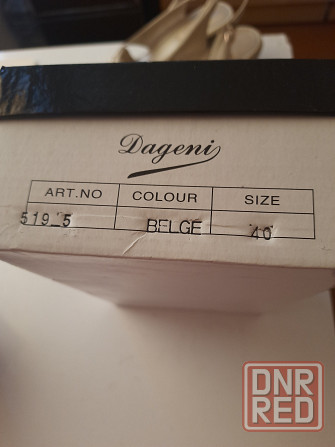 Dageni
ART.NO COLOUR SIZE
519_5 BELGE 40
DNR
RED